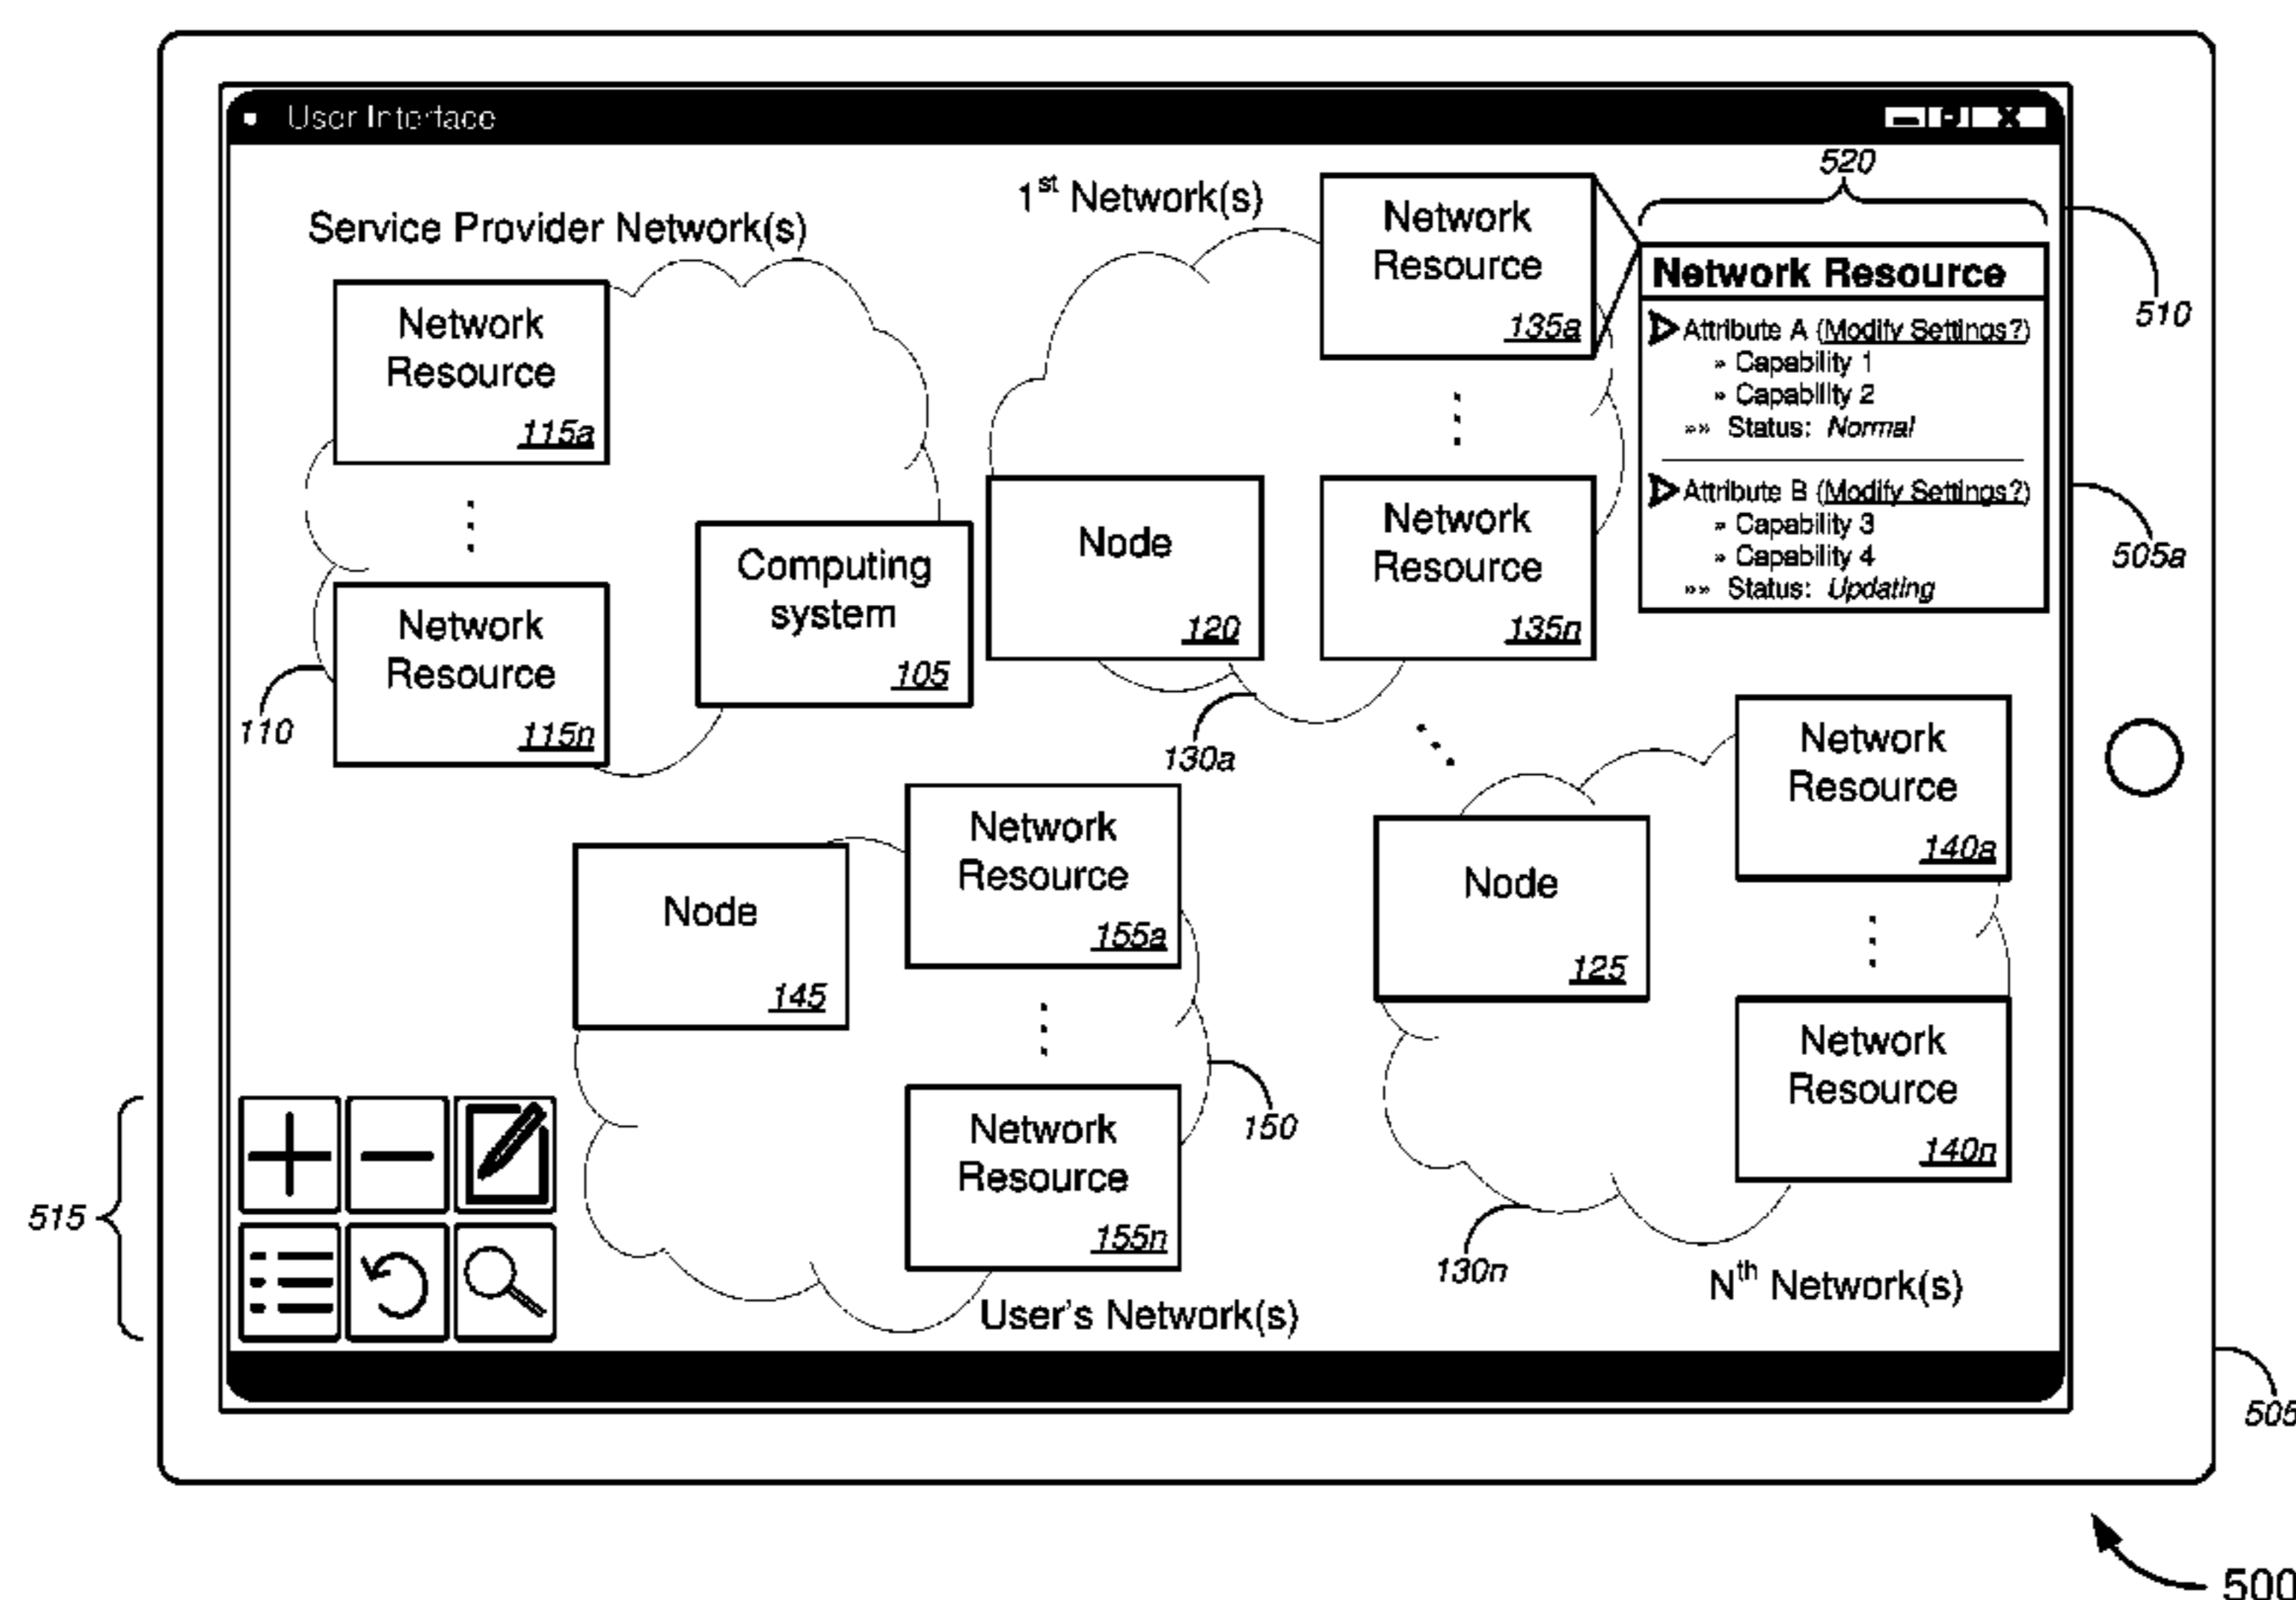 User Interface
520
Service Provider Network(s)
1st Network(s)
Network
Resource
135a
Network Resource
Attribute A (Modify Settings?)
» Capability 1
» Capability 2
»» Status: Normal
Attribute B (Modify Settings?)
» Capability 3
» Capability 4
»» Status: Updating
510
505a
Network
Resource
115a
Network
Resource
115n
110
Computing
system
105
Node
120
Network
Resource
135n
130a
Network
Resource
140a
Node
125
Network
Resource
140n
130n
Nth Network(s)
Node
145
Network
Resource
155a
Network
Resource
155n
150
User's Network(s)
515
505
500